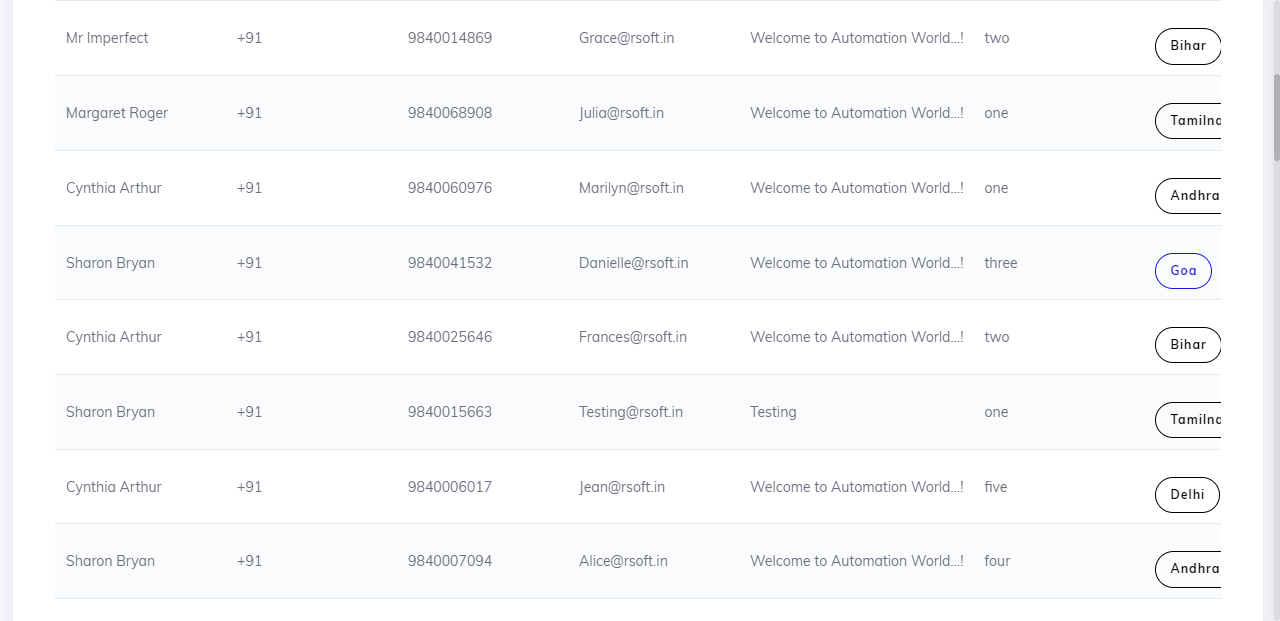 Mr Imperfect +91 9840014869 Grace@rsoft.in Welcome to Automation World...! two Bihar
Margaret Roger +91 9840068908 Julia@rsoft.in Welcome to Automation World...! one
Cynthia Arthur +91 9840060976 Marilyn@rsoft.in Welcome to Automation World...! one Andhra
Sharon Bryan +91 9840041532 Danielle@rsoft.in Welcome to Automation World...! three Goa
Cynthia Arthur +91 9840025646 Frances@rsoft.in Welcome to Automation World...! two Bihar
Sharon Bryan +91 9840015663 Testing@rsoft.in Testing one
Cynthia Arthur +91 9840006017 Jean@rsoft.in Welcome to Automation World...! five Delhi
Sharon Bryan +91 9840007094 Alice@rsoft.in Welcome to Automation World...! four Andhra